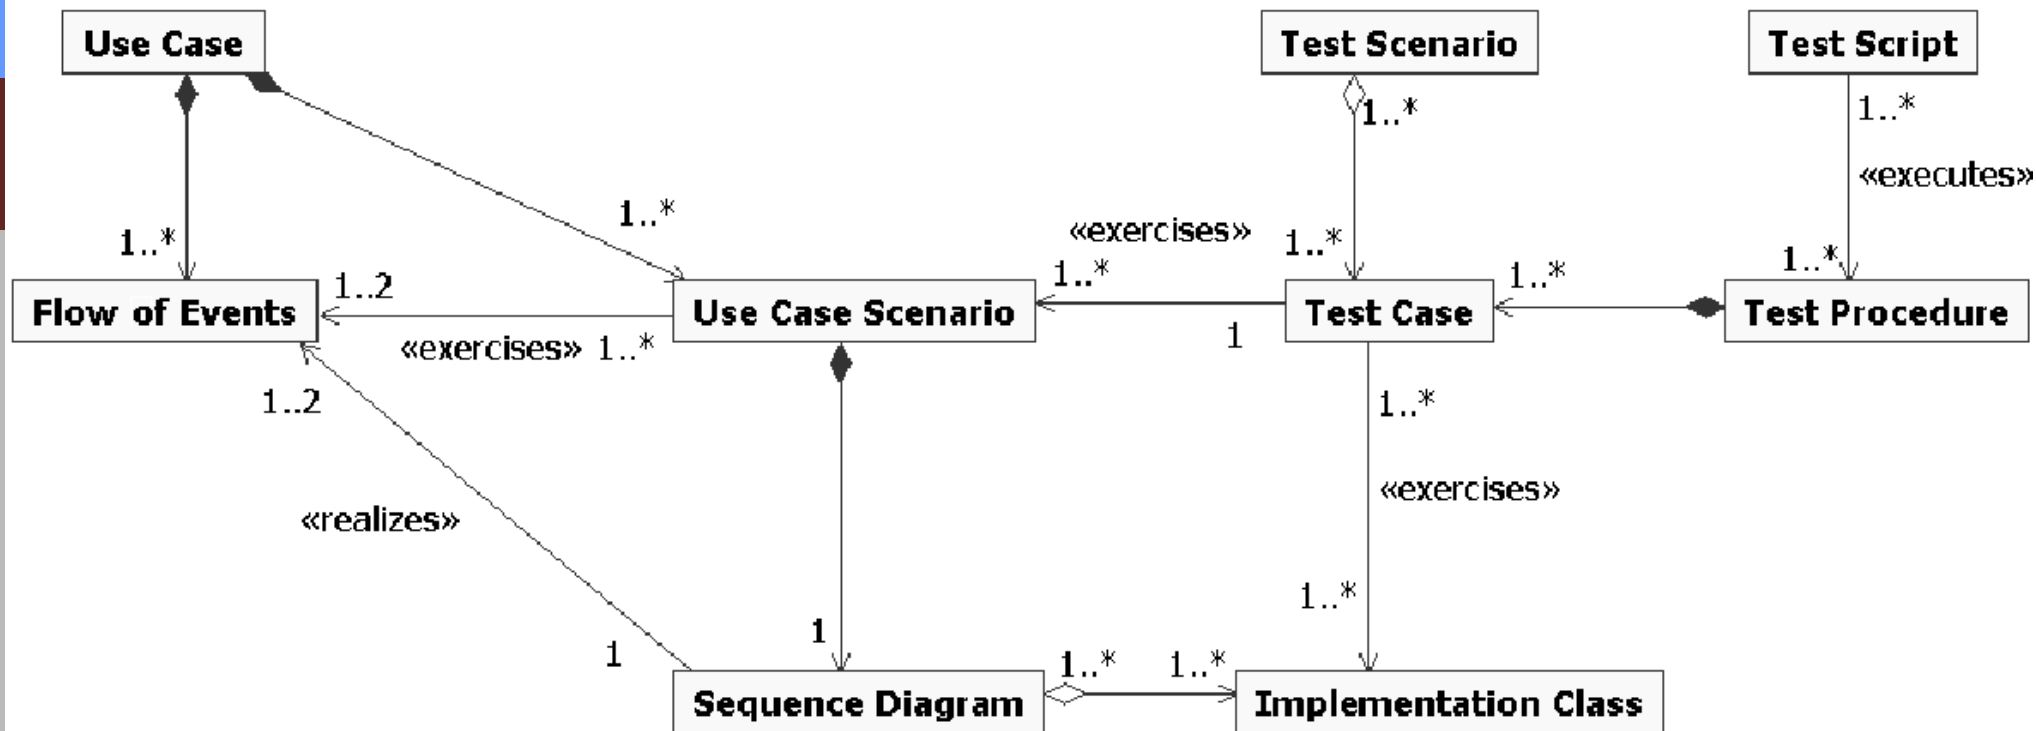 Use Case
Test Scenario
Test Script
1..*
1..*
«executes»
1..*
1..*
«exercises»
1..*
1..*
1..*
1..*
1..2
Flow of Events
Use Case Scenario
Test Case
Test Procedure
«exercises» 1..*
1
1..2
1..*
«exercises»
«realizes»
1..*
1
1
1..*
1..*
Sequence Diagram
Implementation Class